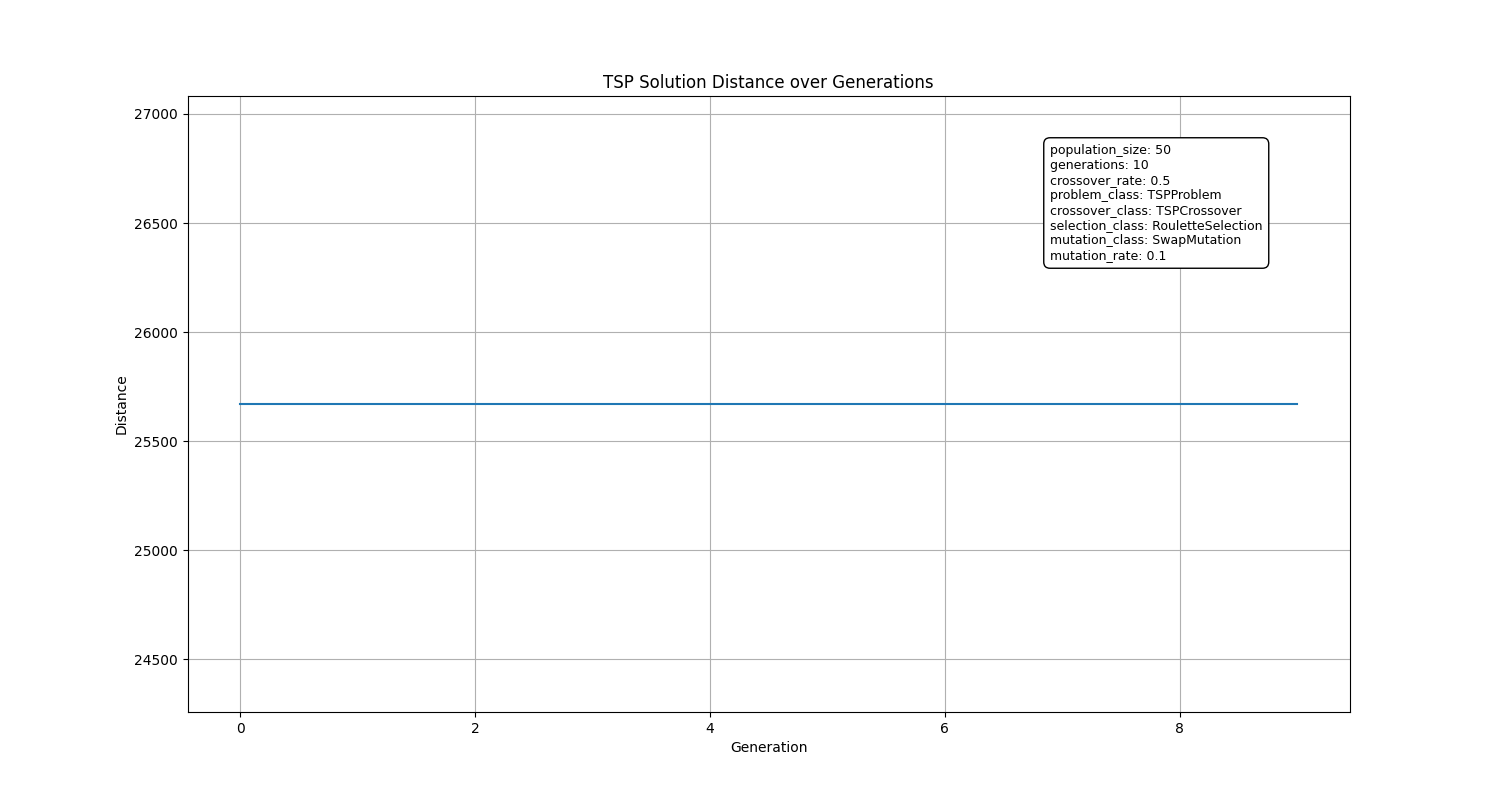 TSP Solution Distance over Generations
27000
26500
26000
25500
25000
24500
Distance
population_size: 50
generations: 10
crossover_rate: 0.5
problem_class: TSPProblem
crossover_class: TSPCrossover
selection_class: RouletteSelection
mutation_class: SwapMutation
mutation_rate: 0.1
0 2 4 6 8
Generation